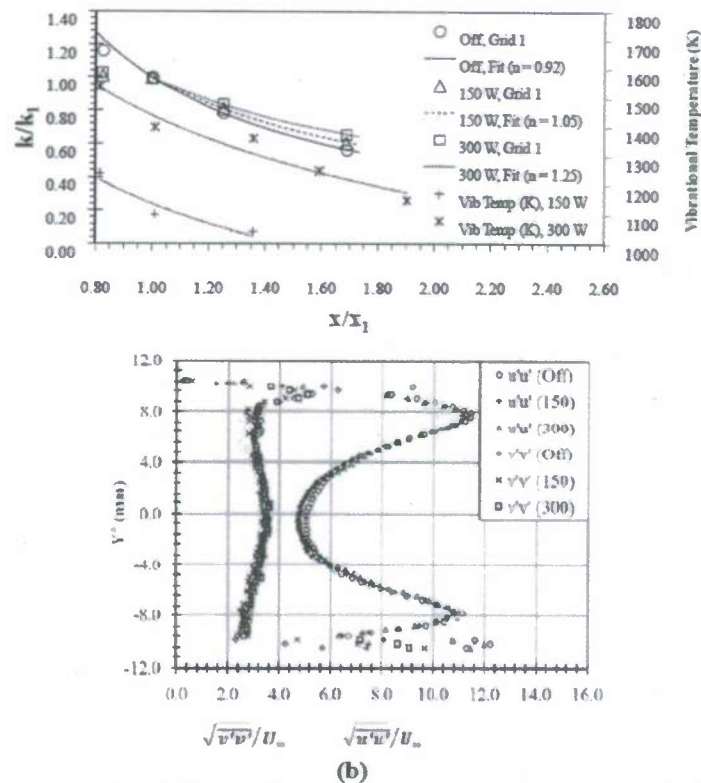 1.40
1.20
1.00
0.80
0.60
0.40
0.20
0.00
k/k1
1800
1700
1600
1500
1400
1300
1200
1100
1000
Vibrational Temperature (K)
Off, Grid 1
Off, Fit (n=0.92)
150 W, Grid 1
150 W, Fit (n=1.05)
300 W, Grid 1
300 W, Fit (n=1.25)
Vib Temp (K), 150 W
Vib Temp (K), 300 W
0.80 1.00 1.20 1.40 1.60 1.80 2.00 2.20 2.40 2.60
x/x1
12.0
8.0
4.0
0.0
-4.0
-8.0
-12.0
(mm)
u'u' (Off)
u'u' (150)
u'u' (300)
v'v' (Off)
v'v' (150)
v'v' (300)
0.0 2.0 4.0 6.0 8.0 10.0 12.0 14.0 16.0
√v'v'/U∞ √u'u'/U∞
(b)